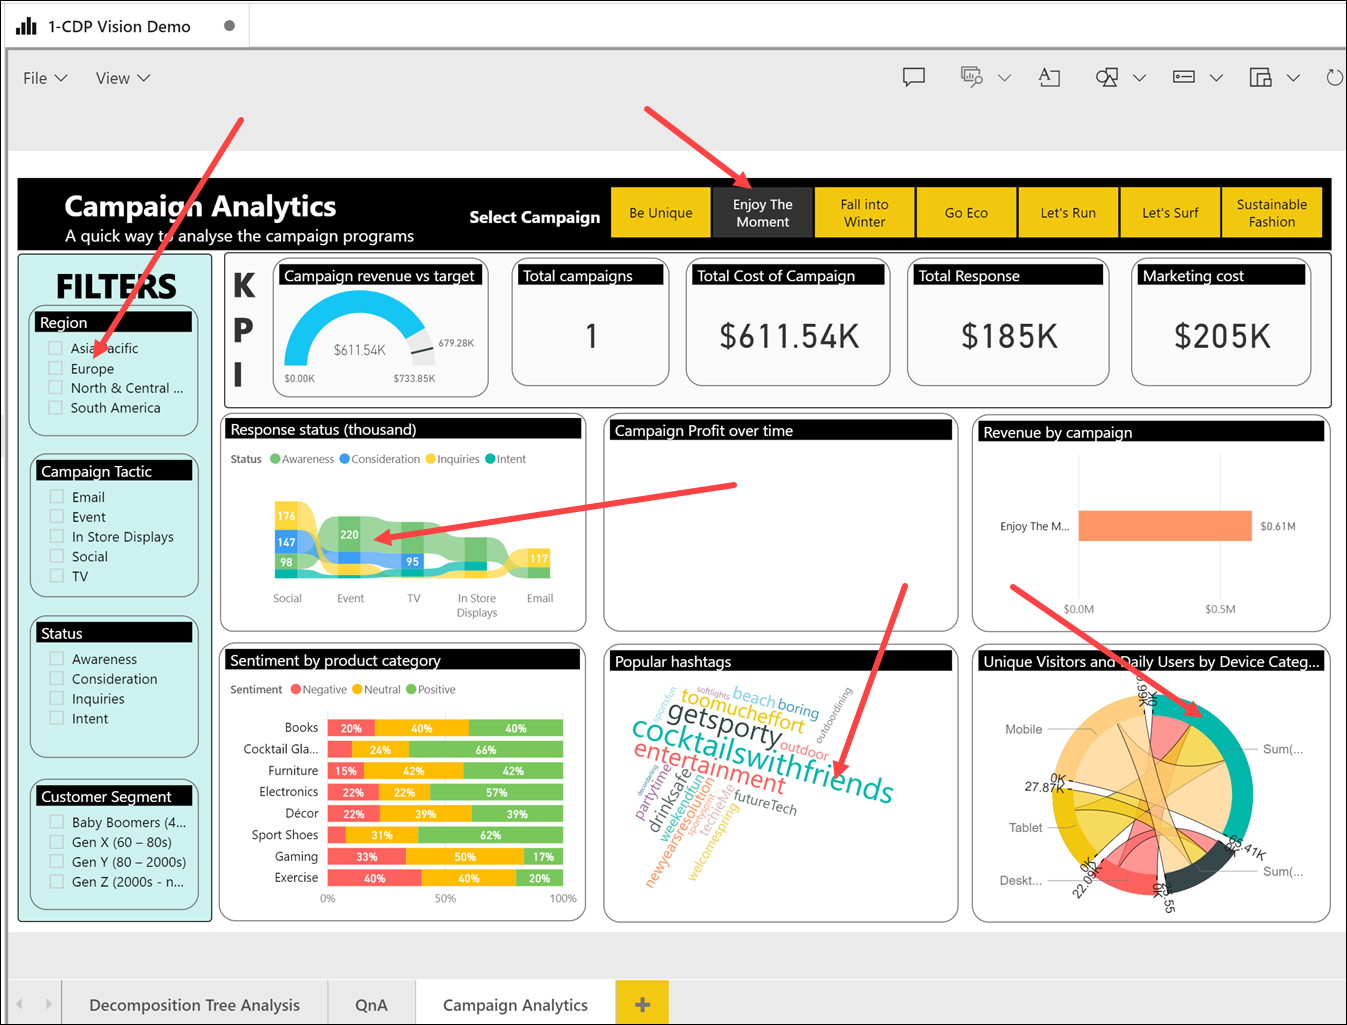 1-CDP Vision Demo
File
View
Campaign Analytics
A quick way to analyse the campaign programs
Select Campaign
Be Unique
Enjoy The
Moment
Fall into
Winter
Go Eco
Let's Run
Let's Surf
Sustainable
Fashion
FILTERS
Region
Asia Pacific
Europe
North & Central ...
South America
Campaign Tactic
Email
Event
In Store Displays
Social
TV
Status
Awareness
Consideration
Inquiries
Intent
Customer Segment
Baby Boomers (4...
Gen X (60 – 80s)
Gen Y (80 – 2000s)
Gen Z (2000s - n...
K
P
I
Campaign revenue vs target
$611.54K
679.28K
$0.00K
$733.85K
Total campaigns
1
Total Cost of Campaign
$611.54K
Total Response
$185K
Marketing cost
$205K
Response status (thousand)
Status
Awareness
Consideration
Inquiries
Intent
176
147
98
220
95
117
Social
Event
TV
In Store
Displays
Email
Campaign Profit over time
Revenue by campaign
Enjoy The M...
$0.61M
$0.0M
$0.5M
Sentiment by product category
Sentiment
Negative
Neutral
Positive
Books 20% 40% 40%
Cocktail Gla... 24% 66%
Furniture 15% 42% 42%
Electronics 22% 22% 57%
Décor 22% 39% 39%
Sport Shoes 31% 62%
Gaming 33% 50% 17%
Exercise 40% 40% 20%
0% 50% 100%
Popular hashtags
softlights
beach
boring
sportsfun
toomucheffort
outdoordining
getsporty
outdoor
cocktailswithfriends
entertainment
partytime
drinksafe
weekendfun
newyearsresolution
sportyspirit
techieMe
futureTech
welcomespring
Unique Visitors and Daily Users by Device Categ...
Mobile
Tablet
Deskt...
Sum(...
Sum(...
0K
27.87K
0K
22.09K
0K
65.41K
0K
Decomposition Tree Analysis
QnA
Campaign Analytics
+